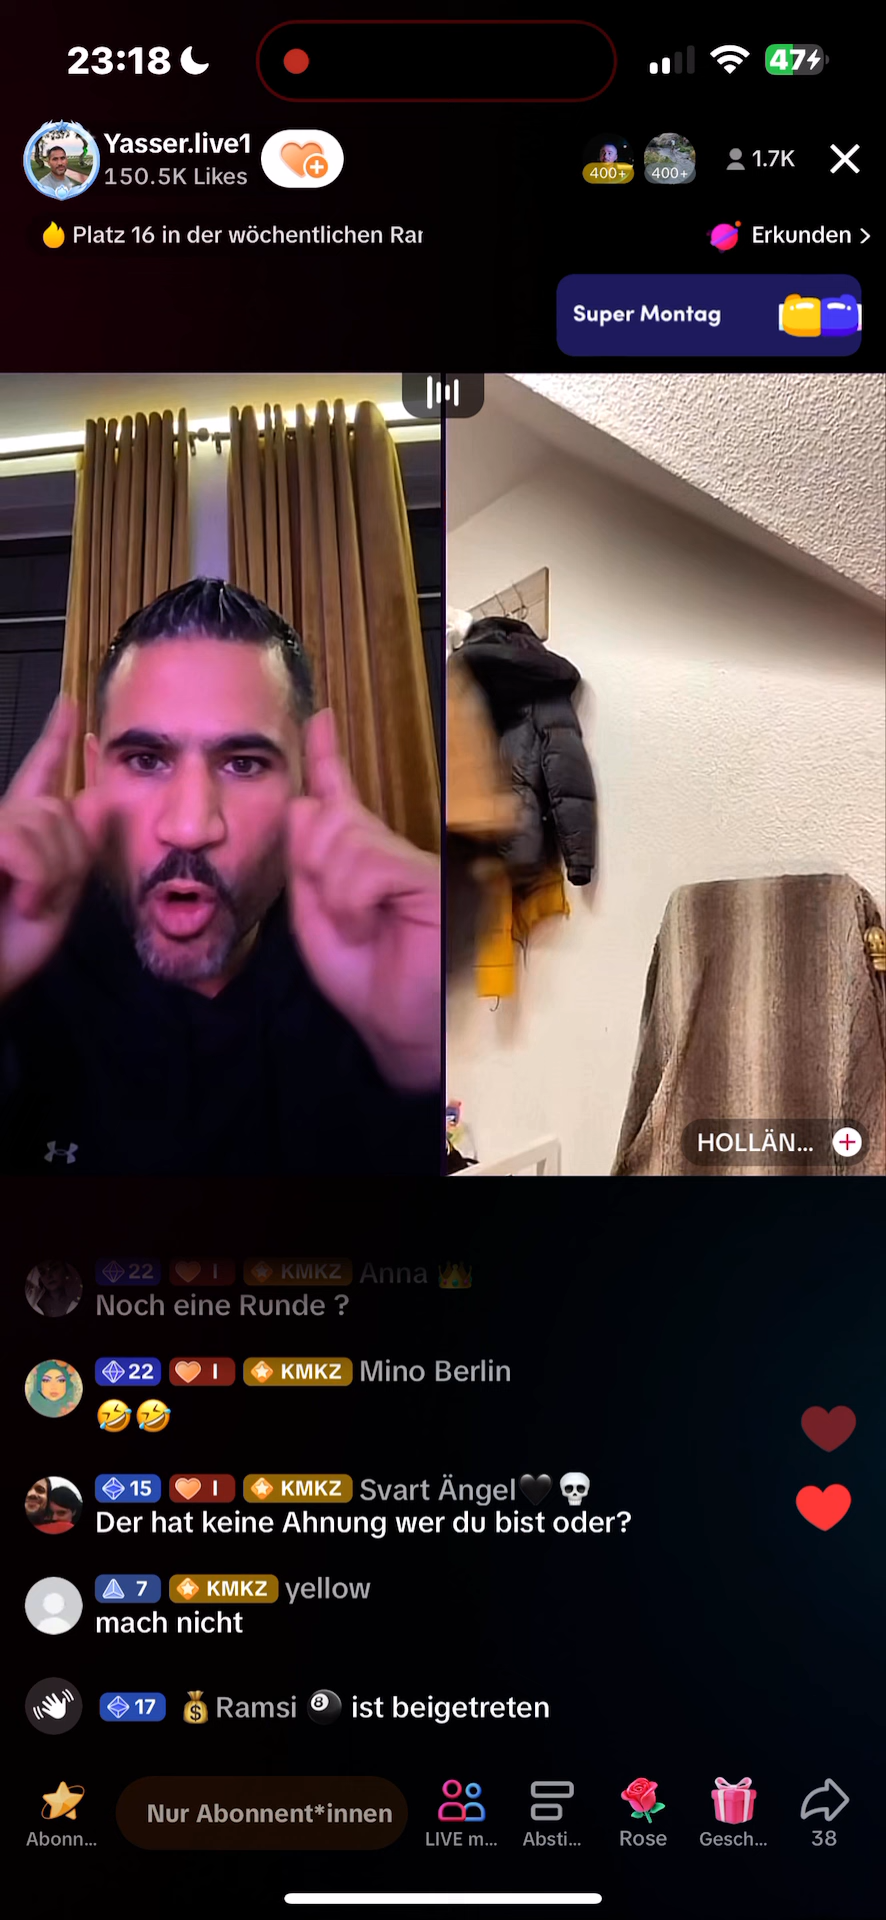 23:18
47
Yasser.live1
150.5K Likes
400+
400+
1.7K
Platz 16 in der wöchentlichen Ran
Erkunden >
Super Montag
HOLLÄN...
22 I KMKZ Anna
Noch eine Runde ?
22 I KMKZ Mino Berlin
🤣🤣
15 I KMKZ Svart Ängel🖤💀
Der hat keine Ahnung wer du bist oder?
7 KMKZ yellow
mach nicht
17 💰Ramsi 🎱 ist beigetreten
Nur Abonnent*innen
Abonn...
LIVE m...
Absti...
Rose
Gesch...
38